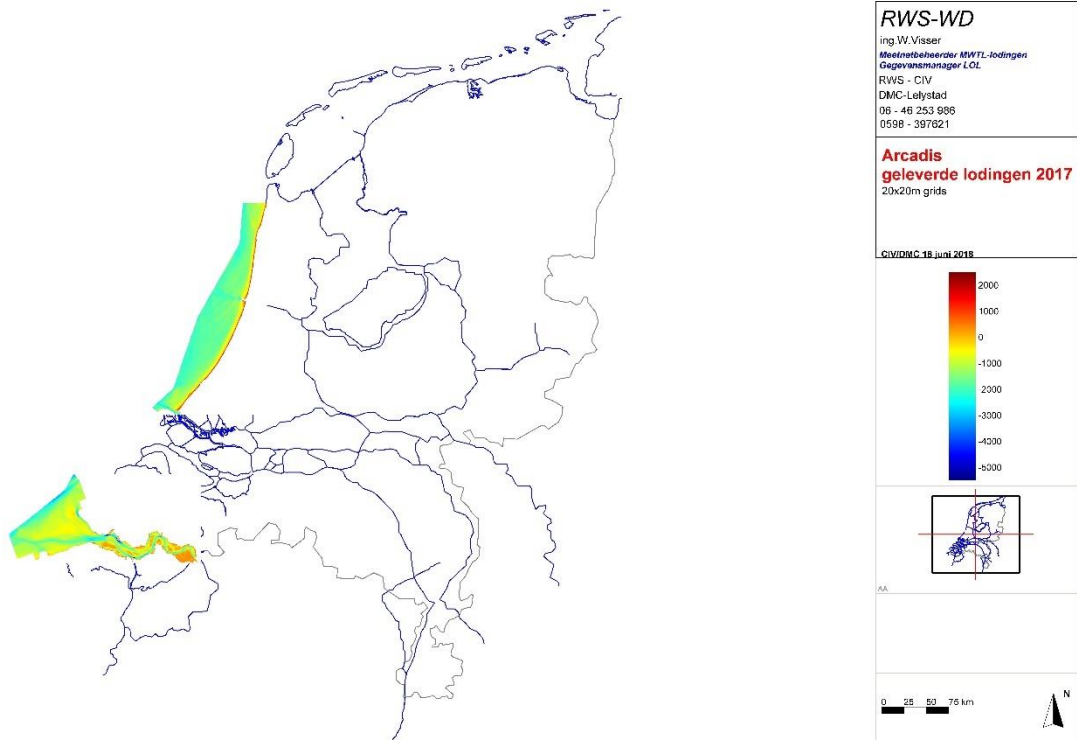 RWS-WD
ing.W.Visser
Meetnetbeheerder MWTL-lodingen
Gegevensmanager LOL
RWS - CIV
DMC-Lelystad
06 - 46 253 986
0598 - 397621
Arcadis
geleverde lodingen 2017
20x20m grids
CIV/DMC 18 juni 2018
2000
1000
0
-1000
2000
-3000
-4000
-5000
AA
0 25 50 75 km
N